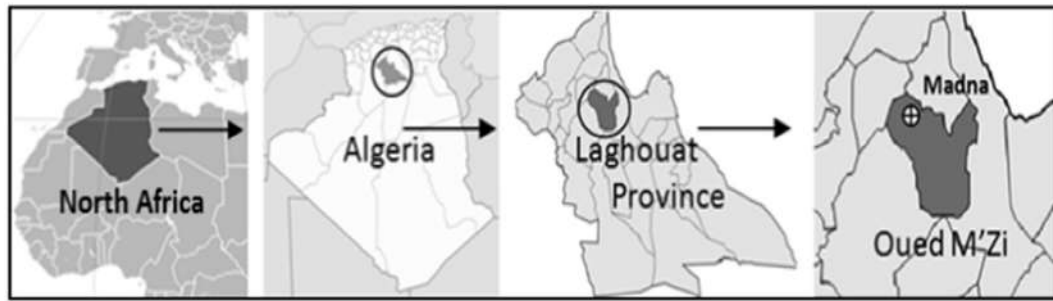 North Africa
Algeria
Laghouat
Province
Madna
Oued M'Zi